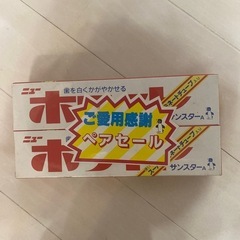 ニュー
歯を白くかがやかせる
ホワ
サンスター
ご愛用感謝
ペアセール
ニュー
ホワ
サンスター